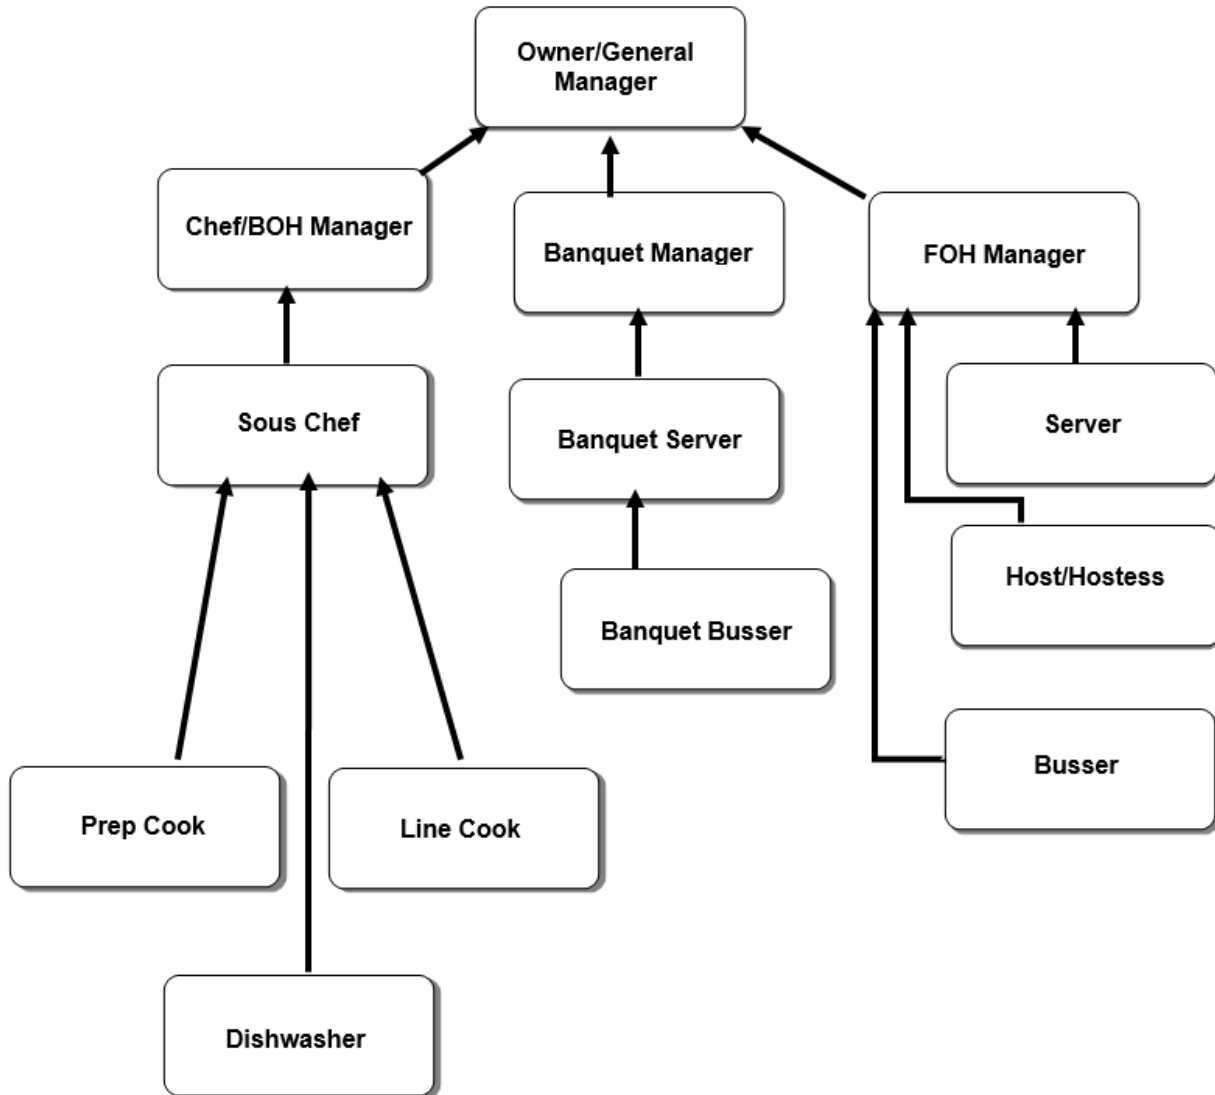 Owner/General
Manager
Chef/BOH Manager
Banquet Manager
FOH Manager
Sous Chef
Banquet Server
Server
Host/Hostess
Banquet Busser
Busser
Prep Cook
Line Cook
Dishwasher